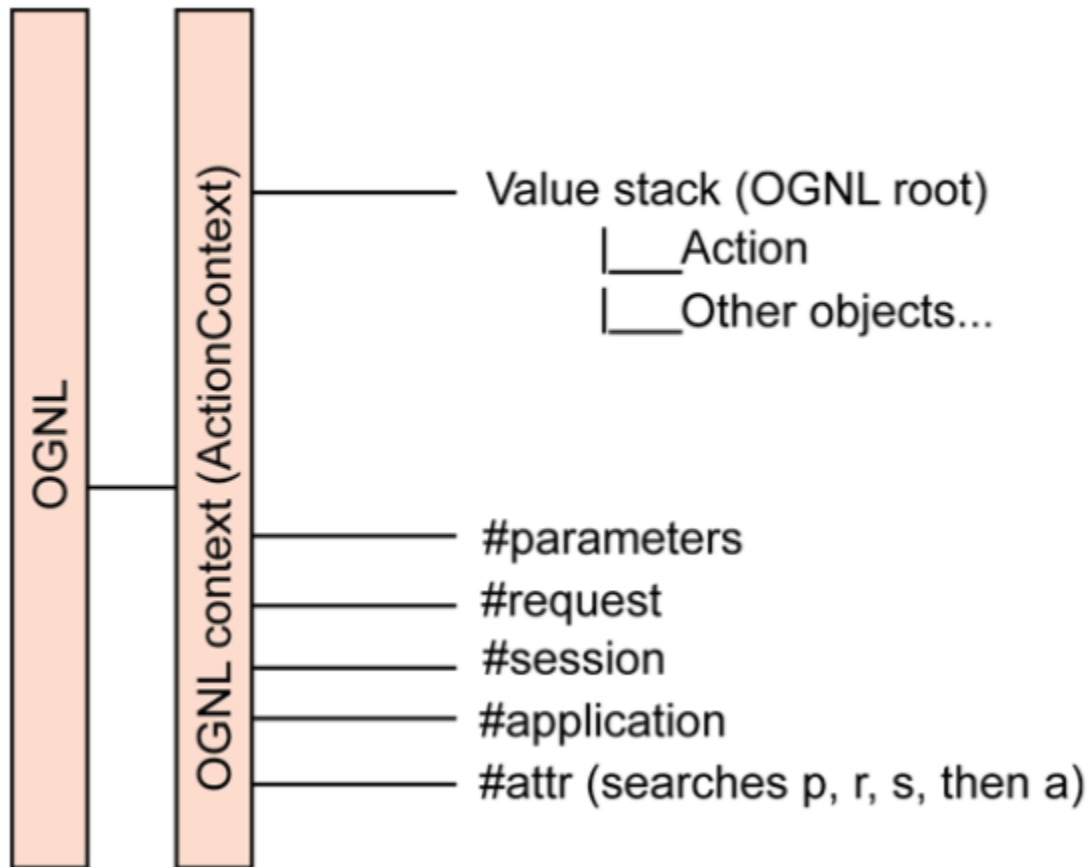 OGNL
OGNL context (ActionContext)
Value stack (OGNL root)
|___Action
|___Other objects...
#parameters
#request
#session
#application
#attr (searches p, r, s, then a)